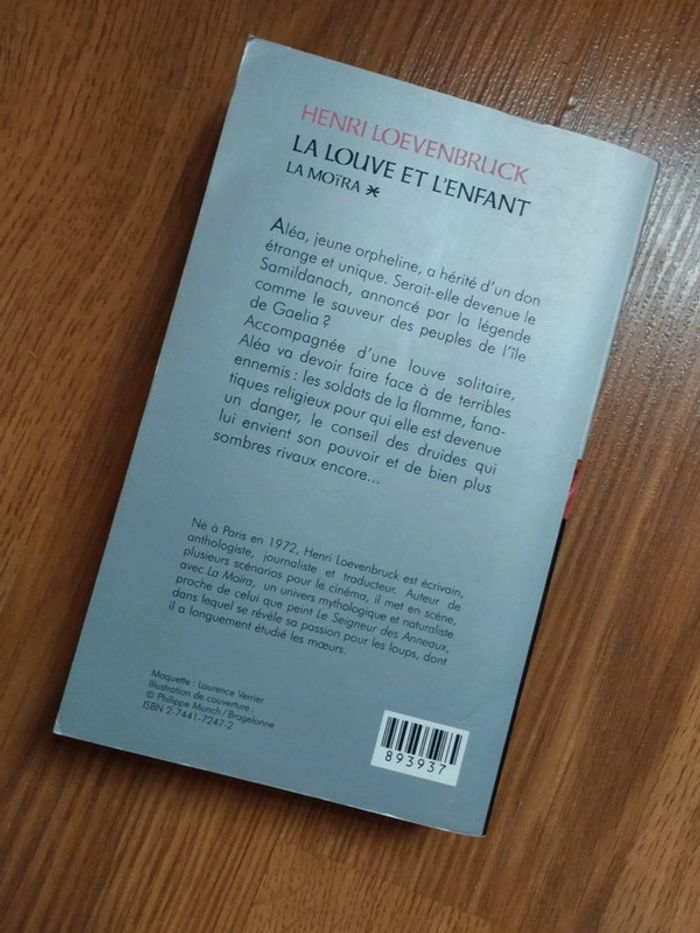 HENRI LOEVENBRUCK
LA LOUVE ET L'ENFANT
LA MOïRA *
Aléa, jeune orpheline, a hérité d'un don
étrange et unique. Serait-elle devenue le
Samildanach, annoncé par la légende
comme le sauveur des peuples de l'île
de Gaelia ?
Accompagnée d'une louve solitaire,
Aléa va devoir faire face à de terribles
ennemis : les soldats de la flamme, fana-
tiques religieux pour qui elle est devenue
un danger, le conseil des druides qui
lui envient son pouvoir et de bien plus
sombres rivaux encore...
Né à Paris en 1972, Henri Loevenbruck est écrivain,
anthologiste, journaliste et traducteur. Auteur de
plusieurs scénarios pour le cinéma, il met en scène,
avec La Moïra, un univers mythologique et naturaliste
proche de celui que peint Le Seigneur des Anneaux,
dans lequel se révèle sa passion pour les loups, dont
il a longuement étudié les mœurs.
Maquette : Laurence Verrier
Illustration de couverture :
© Philippe Munch/Bragelonne
ISBN 2-7441-7247-2
893937